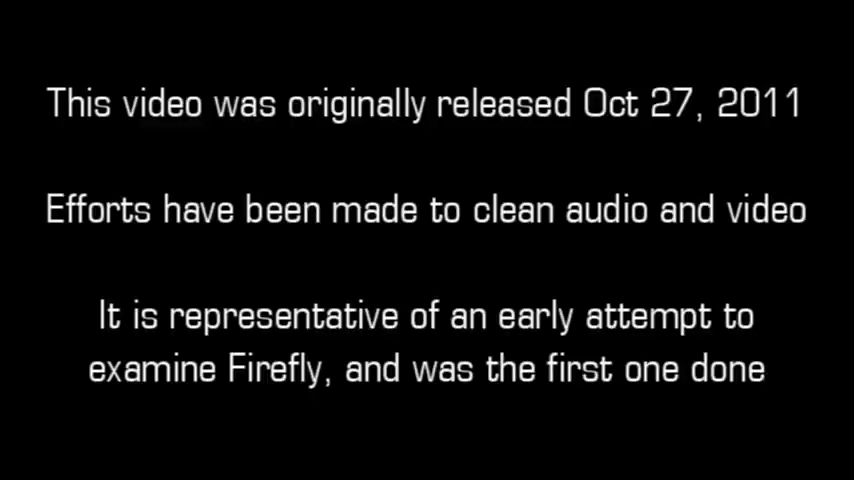 This video was originally released Oct 27, 2011
Efforts have been made to clean audio and video
It is representative of an early attempt to
examine Firefly, and was the first one done